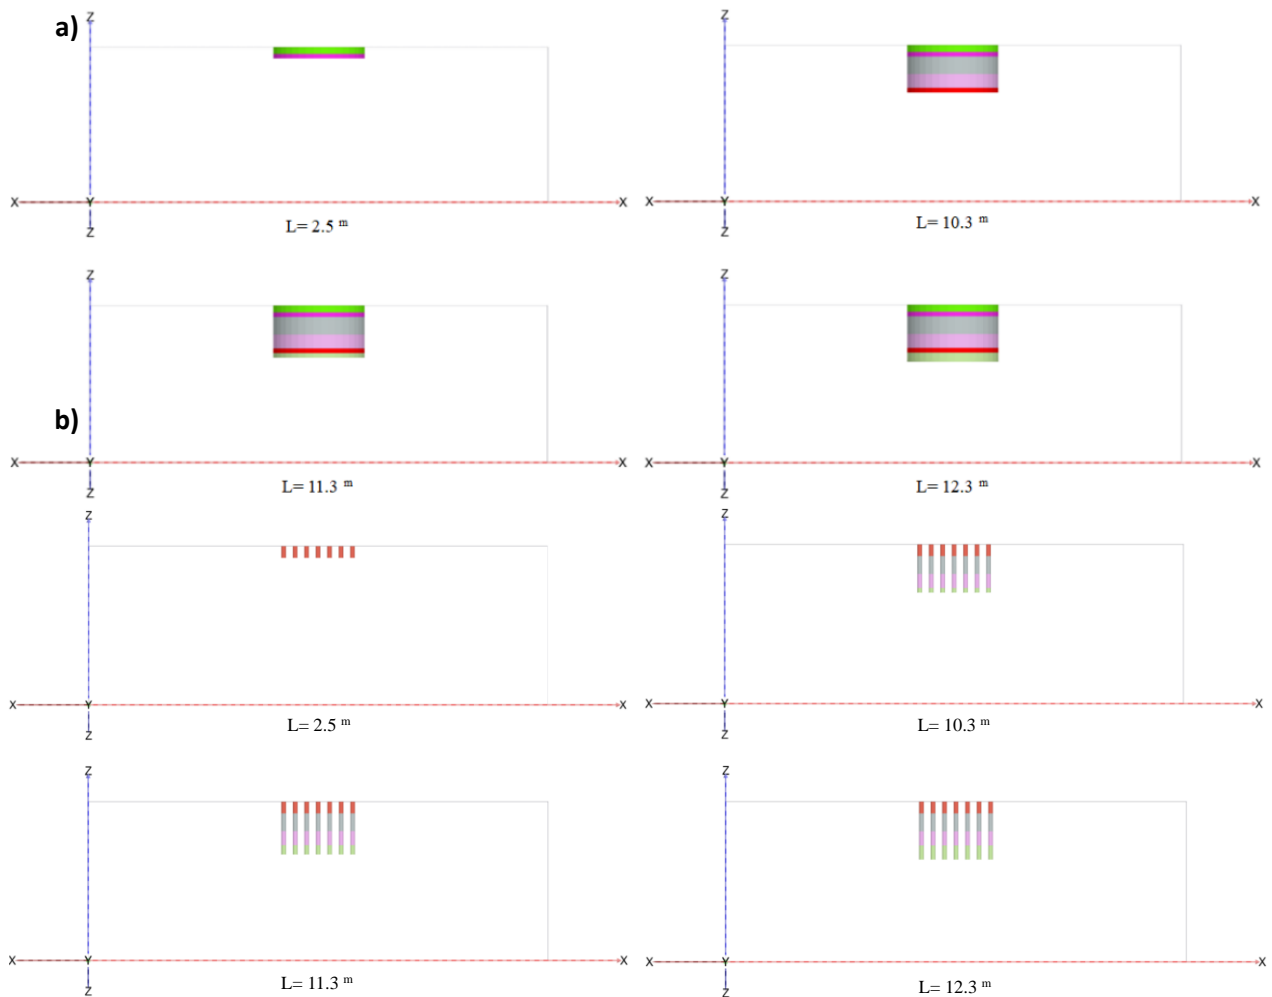 a)
Z Z
X Y Z X X Y Z X
L= 2.5 m L= 10.3 m
Z Z
X Y Z X X Y Z X
L= 11.3 m L= 12.3 m
b)
Z Z
X Y Z X X Y Z X
L= 2.5 m L= 10.3 m
Z Z
X Y Z X X Y Z X
L= 11.3 m L= 12.3 m